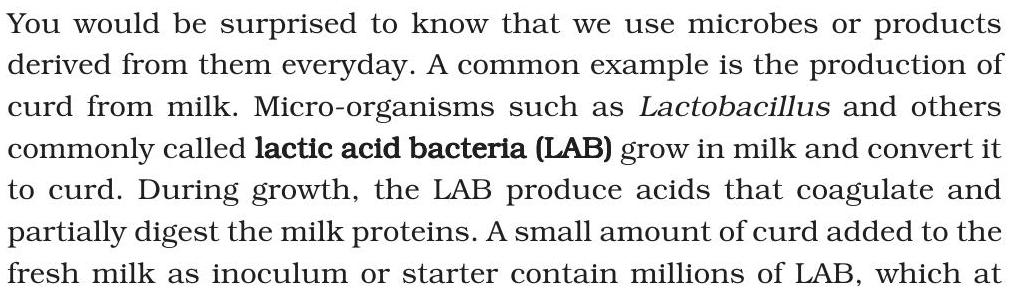 You would be surprised to know that we use microbes or products
derived from them everyday. A common example is the production of
curd from milk. Micro-organisms such as Lactobacillus and others
commonly called lactic acid bacteria (LAB) grow in milk and convert it
to curd. During growth, the LAB produce acids that coagulate and
partially digest the milk proteins. A small amount of curd added to the
fresh milk as inoculum or starter contain millions of LAB, which at